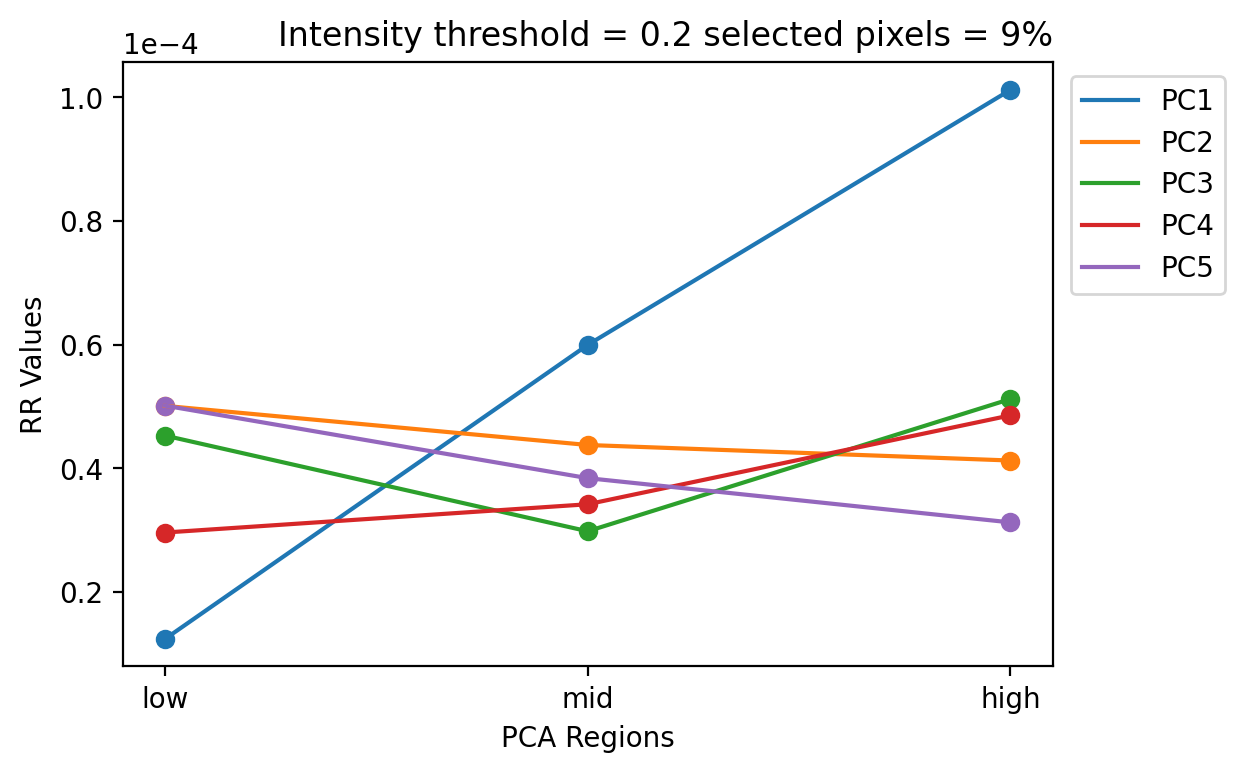 Intensity threshold = 0.2 selected pixels = 9%
1e−4
1.0
0.8
0.6
0.4
0.2
RR Values
low
mid
high
PCA Regions
PC1
PC2
PC3
PC4
PC5